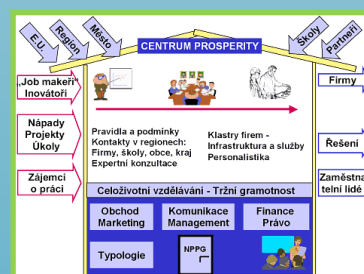 E.U.
Region
Město
Školy
Partneři
CENTRUM PROSPERITY
„Job makeři"
Inovátoři
Firmy
Nápady
Projekty
Úkoly
Pravidla a podmínky
Kontakty v regionech:
Firmy, školy, obce, kraj
Expertní konzultace
Klastry firem -
Infrastruktura a služby
Personalistika
Řešení
Zájemci
o práci
Zaměstna
telní lidé
Celoživotní vzdělávání - Tržní gramotnost
Obchod
Marketing
Komunikace
Management
Finance
Právo
Typologie
NPPG